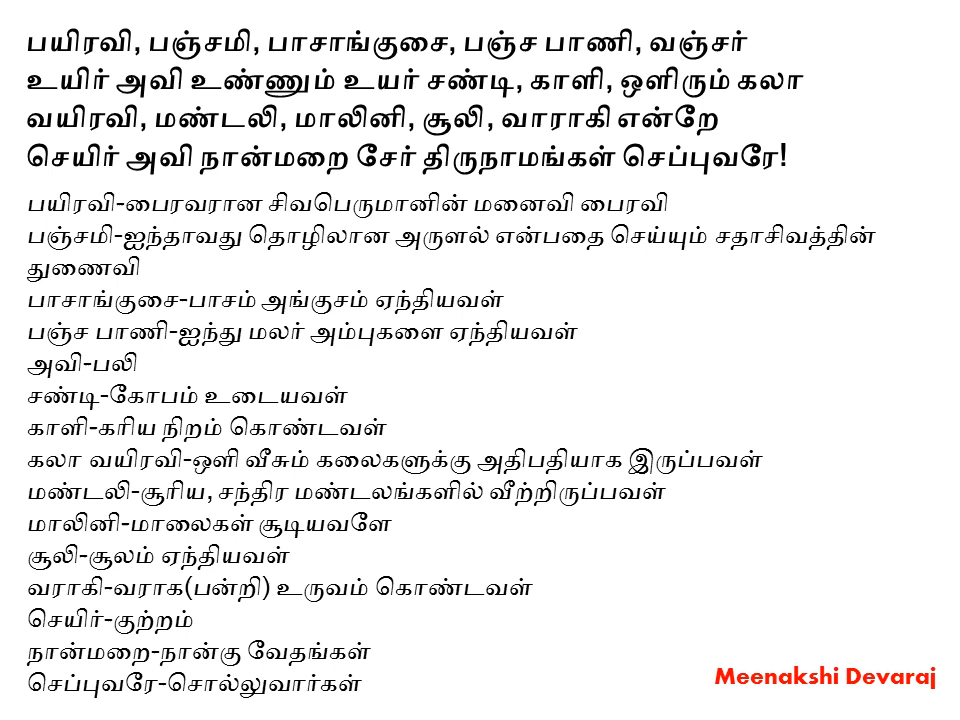 பயிரவி, பஞ்சமி, பாசாங்குசை, பஞ்ச பாணி, வஞ்சர்
உயிர் அவி உண்ணும் உயர் சண்டி, காளி, ஒளிரும் கலா
வயிரவி, மண்டலி, மாலினி, சூலி, வாராகி என்றே
செயிர் அவி நான்மறை சேர் திருநாமங்கள் செப்புவரே!
பயிரவி-பைரவரான சிவபெருமானின் மனைவி பைரவி
பஞ்சமி-ஐந்தாவது தொழிலான அருளல் என்பதை செய்யும் சதாசிவத்தின்
துணைவி
பாசாங்குசை-பாசம் அங்குசம் ஏந்தியவள்
பஞ்ச பாணி-ஐந்து மலர் அம்புகளை ஏந்தியவள்
அவி-பலி
சண்டி-கோபம் உடையவள்
காளி-கரிய நிறம் கொண்டவள்
கலா வயிரவி-ஒளி வீசும் கலைகளுக்கு அதிபதியாக இருப்பவள்
மண்டலி-சூரிய, சந்திர மண்டலங்களில் வீற்றிருப்பவள்
மாலினி-மாலைகள் சூடியவளே
சூலி-சூலம் ஏந்தியவள்
வராகி-வராக(பன்றி) உருவம் கொண்டவள்
செயிர்-குற்றம்
நான்மறை-நான்கு வேதங்கள்
செப்புவரே-சொல்லுவார்கள்
Meenakshi Devaraj